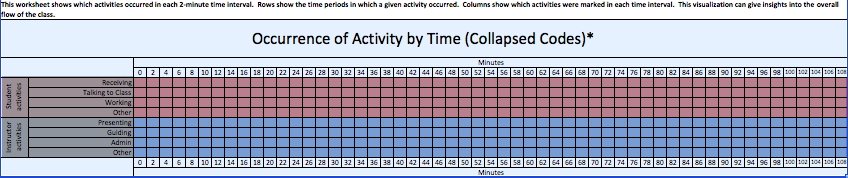 This worksheet shows which activities occurred in each 2-minute time interval. Rows show the time periods in which a given activity occurred. Columns show which activities were marked in each time interval. This visualization can give insights into the overall
flow of the class.
Occurrence of Activity by Time (Collapsed Codes)*
Minutes
0 2 4 6 8 10 12 14 16 18 20 22 24 26 28 30 32 34 36 38 40 42 44 46 48 50 52 54 56 58 60 62 64 66 68 70 72 74 76 78 80 82 84 86 88 90 92 94 96 98 100 102 104 106 108
Student activities
Receiving
Talking to Class
Working
Other
Instructor activities
Presenting
Guiding
Admin
Other
0 2 4 6 8 10 12 14 16 18 20 22 24 26 28 30 32 34 36 38 40 42 44 46 48 50 52 54 56 58 60 62 64 66 68 70 72 74 76 78 80 82 84 86 88 90 92 94 96 98 100 102 104 106 108
Minutes